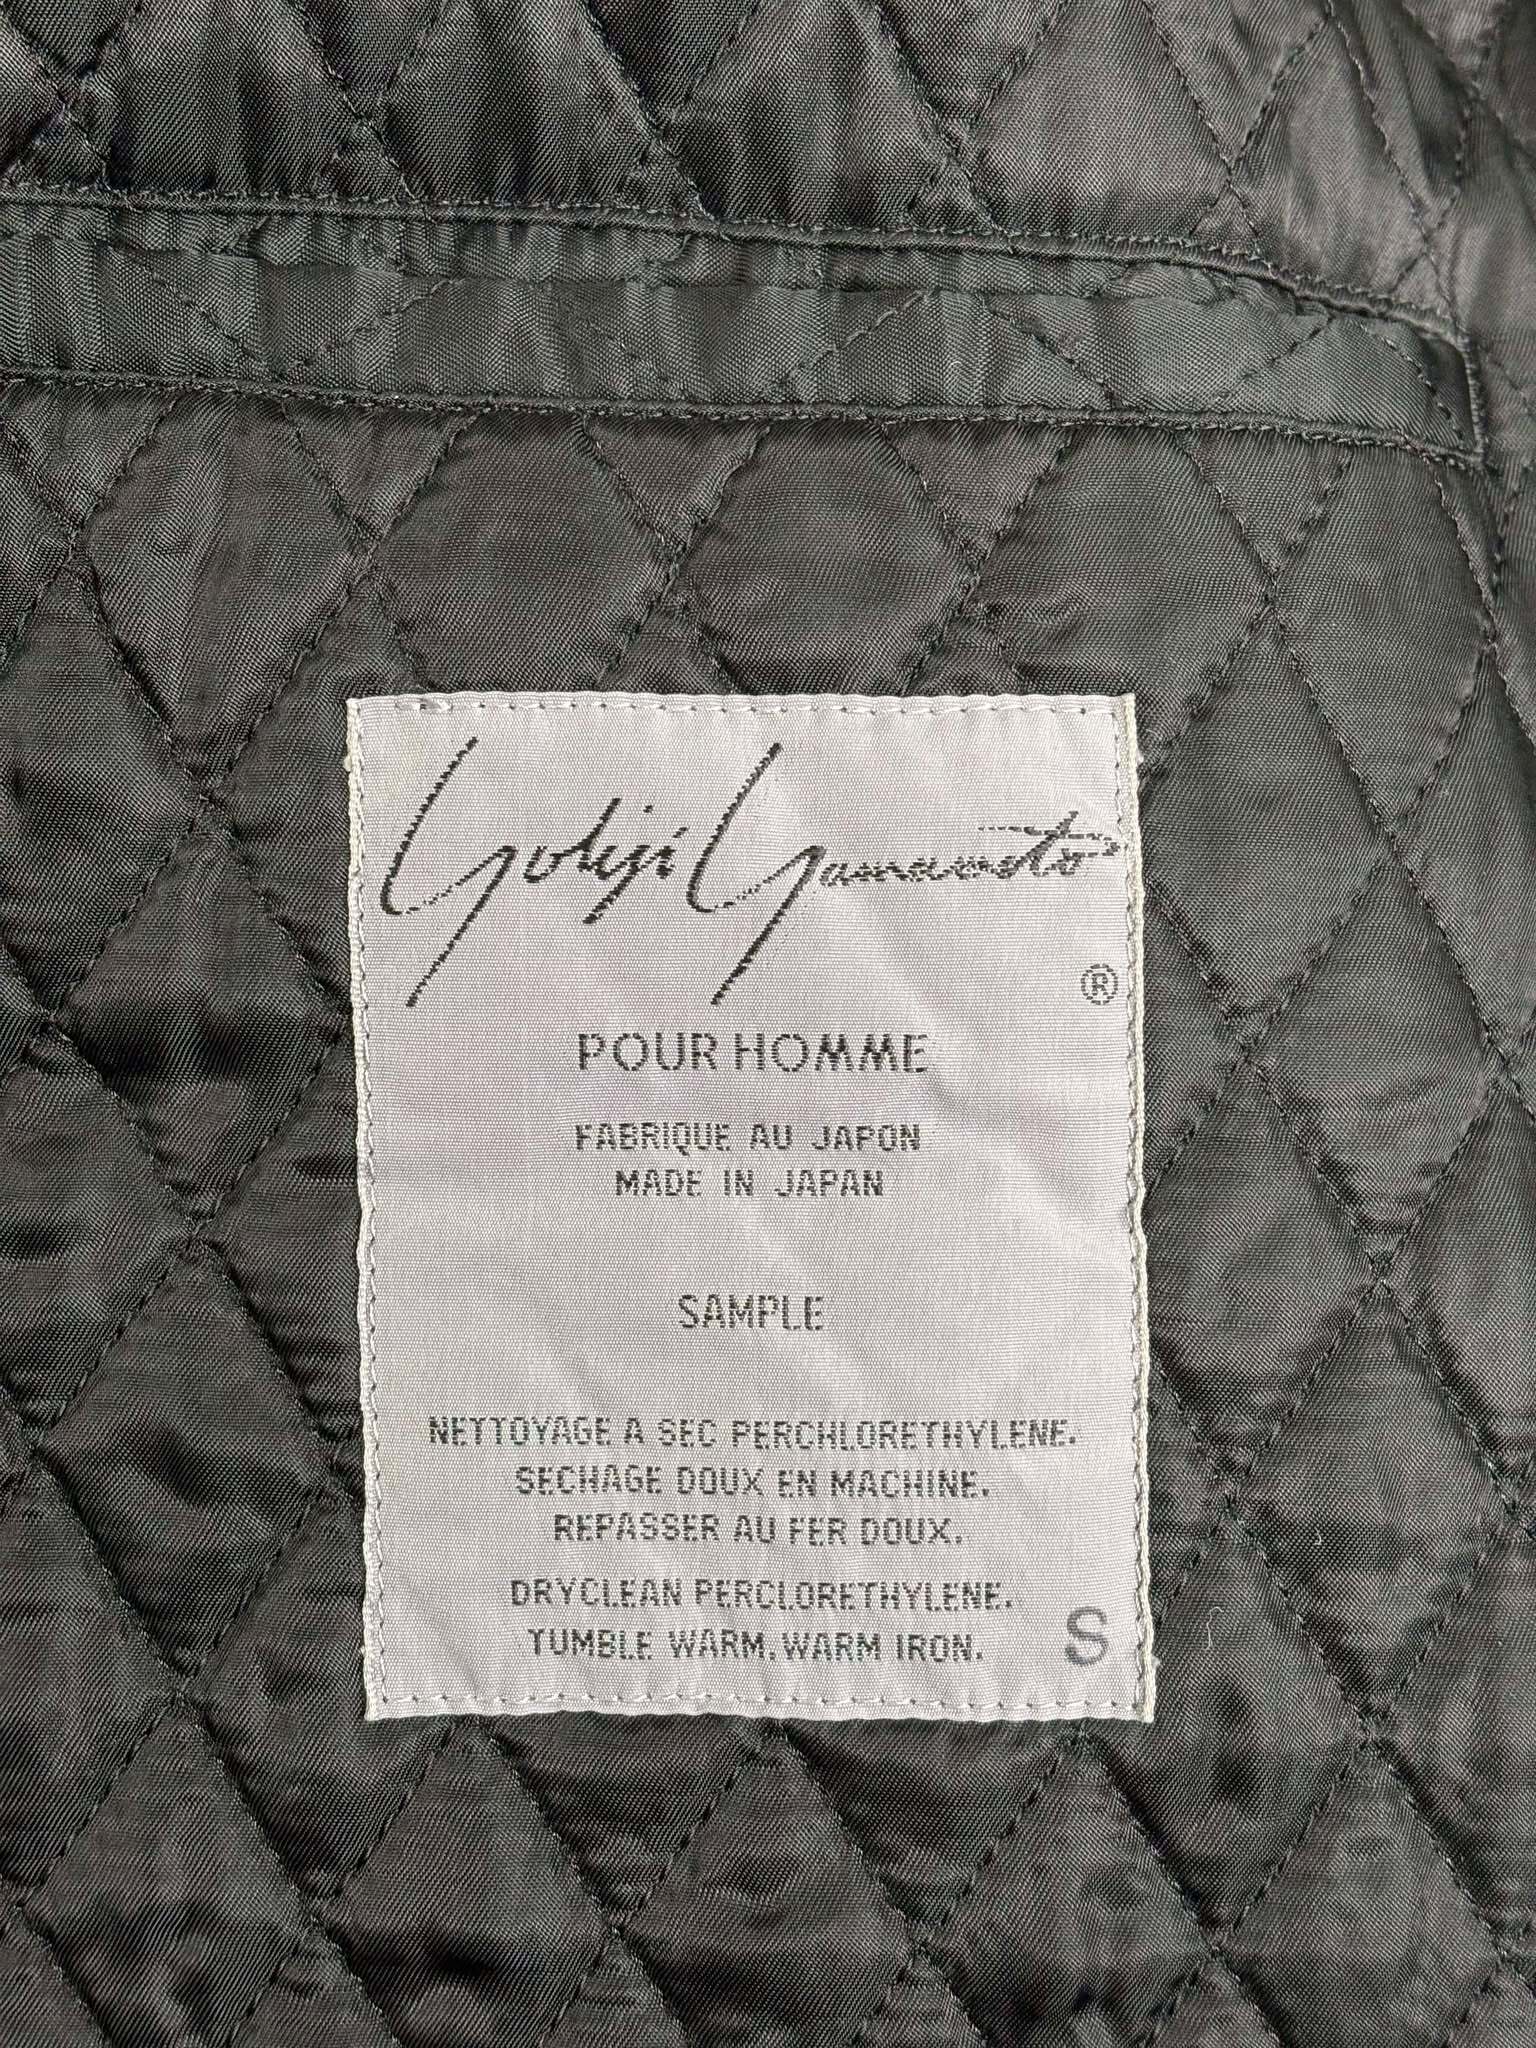 Yohji Yamamoto
®
POUR HOMME
FABRIQUE AU JAPON
MADE IN JAPAN
SAMPLE
NETTOYAGE A SEC PERCHLORETHYLENE.
SECHAGE DOUX EN MACHINE.
REPASSER AU FER DOUX.
DRYCLEAN PERCLORETHYLENE.
TUMBLE WARM. WARM IRON.
S